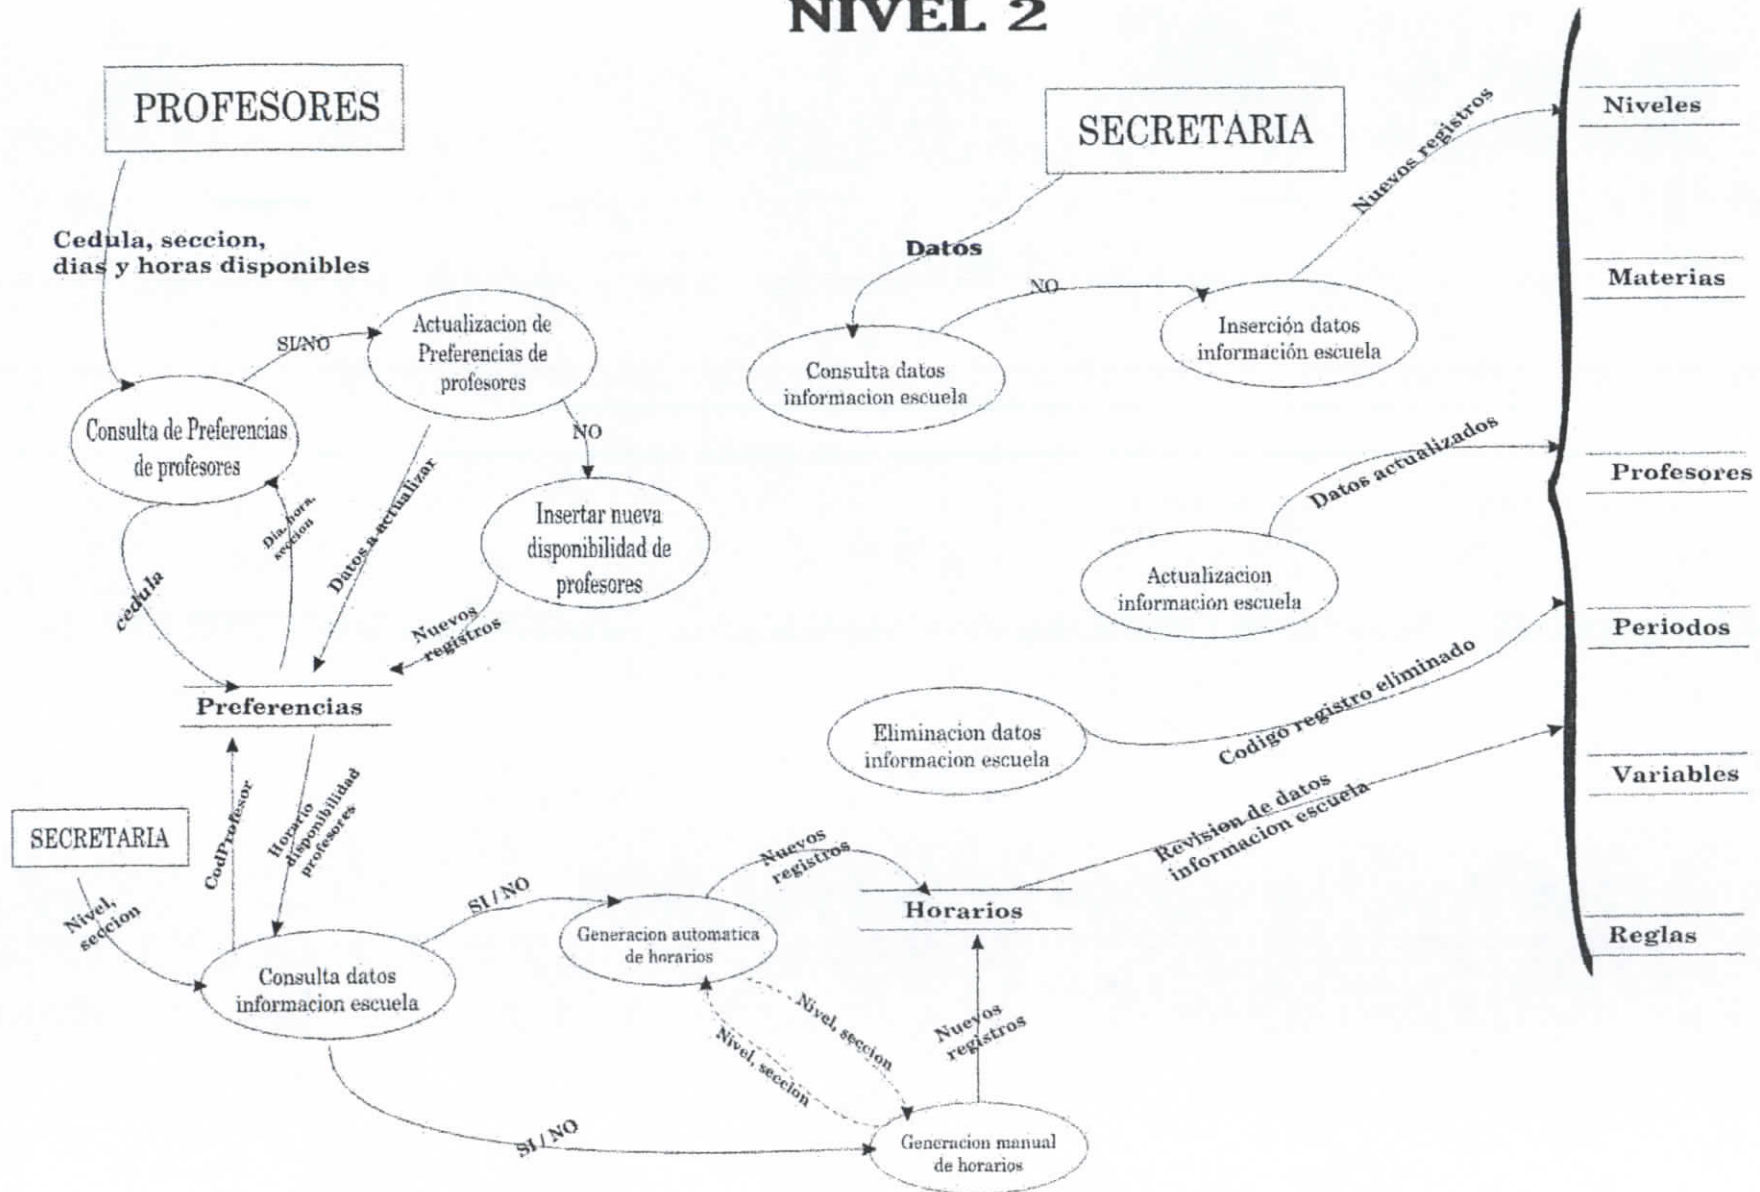 NIVEL 2
PROFESORES
Cedula, seccion,
dias y horas disponibles
SI/NO
Actualizacion de
Preferencias de
profesores
Consulta de Preferencias
de profesores
NO
Insertar nueva
disponibilidad de
profesores
cedula
Dia, hora,
seccion
Datos a actualizar
Nuevos
registros
Preferencias
SECRETARIA
Datos
NO
Nuevos registros
Consulta datos
informacion escuela
Inserción datos
información escuela
Datos actualizados
Actualizacion
informacion escuela
Eliminacion datos
informacion escuela
Codigo registro eliminado
Revision de datos
informacion escuela
Niveles
Materias
Profesores
Periodos
Variables
Reglas
SECRETARIA
Nivel,
seccion
CodProfesor
Horario
disponibilidad
profesores
Consulta datos
informacion escuela
SI / NO
Generacion automatica
de horarios
Nuevos
registros
Horarios
Nivel, seccion
Nivel, seccion
Nuevos
registros
SI / NO
Generacion manual
de horarios